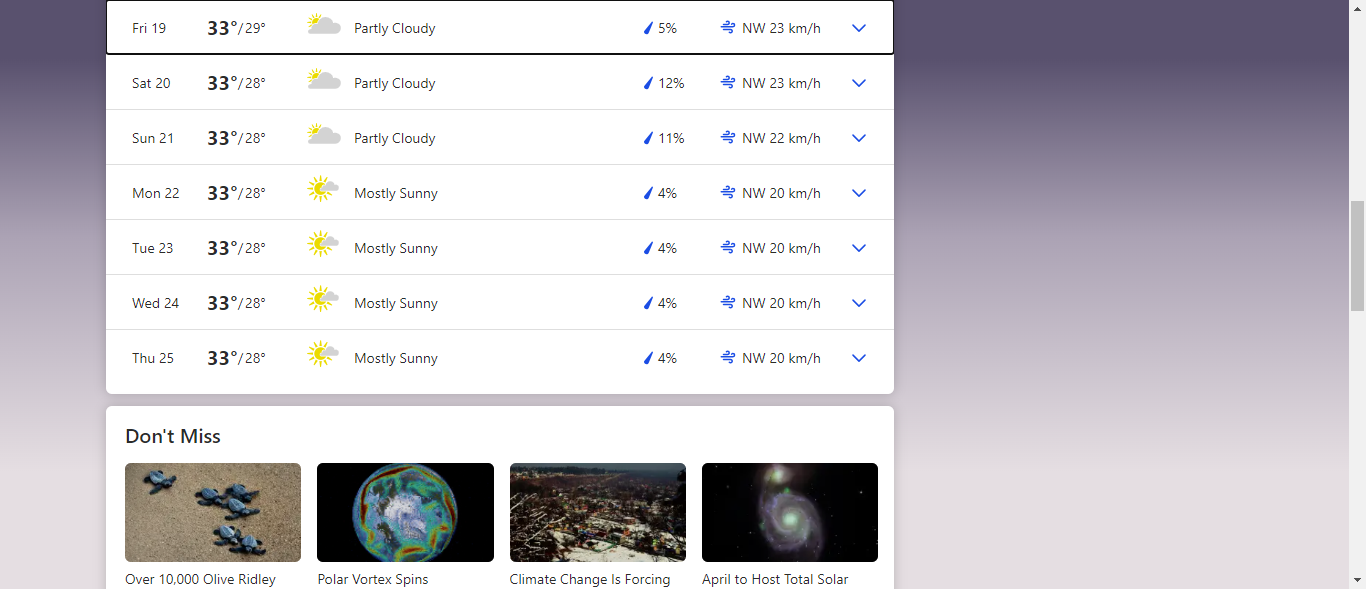 Fri 19 33°/29° Partly Cloudy 5% NW 23 km/h
Sat 20 33°/28° Partly Cloudy 12% NW 23 km/h
Sun 21 33°/28° Partly Cloudy 11% NW 22 km/h
Mon 22 33°/28° Mostly Sunny 4% NW 20 km/h
Tue 23 33°/28° Mostly Sunny 4% NW 20 km/h
Wed 24 33°/28° Mostly Sunny 4% NW 20 km/h
Thu 25 33°/28° Mostly Sunny 4% NW 20 km/h
Don't Miss
Over 10,000 Olive Ridley
Polar Vortex Spins
Climate Change Is Forcing
April to Host Total Solar